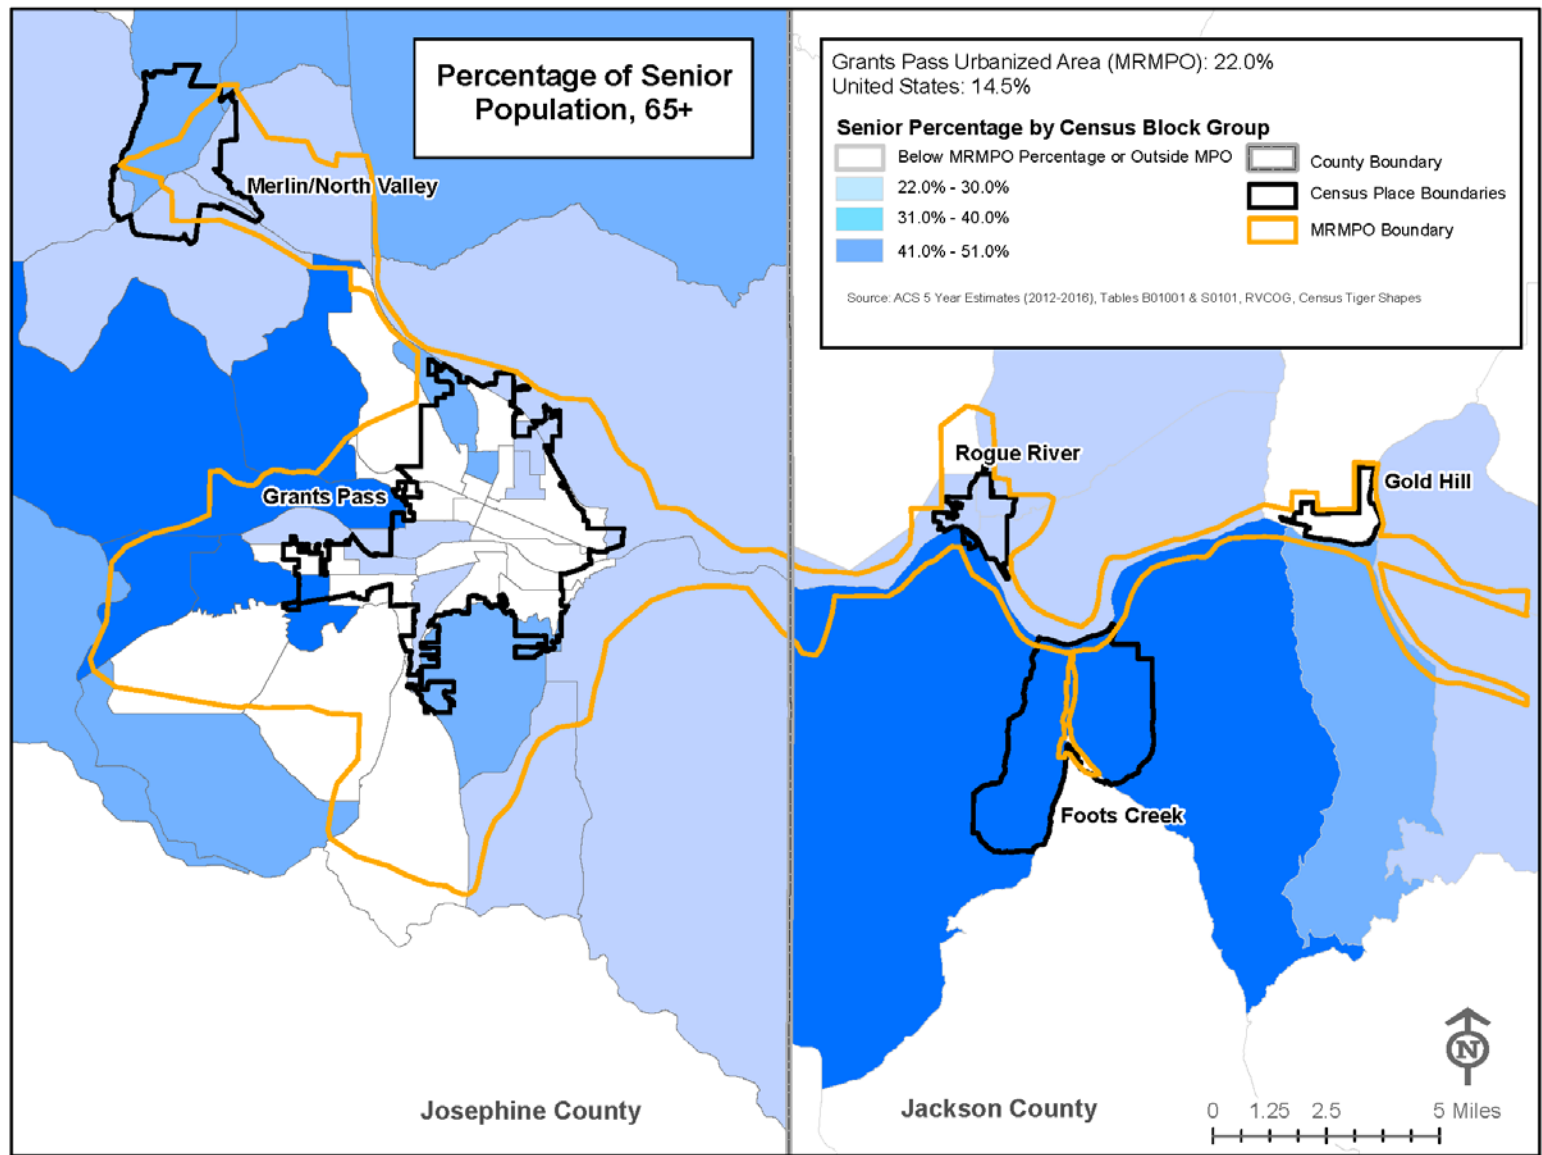 Percentage of Senior
Population, 65+
Grants Pass Urbanized Area (MRMPO): 22.0%
United States: 14.5%
Senior Percentage by Census Block Group
Below MRMPO Percentage or Outside MPO
22.0% - 30.0%
31.0% - 40.0%
41.0% - 51.0%
County Boundary
Census Place Boundaries
MRMPO Boundary
Source: ACS 5 Year Estimates (2012-2016), Tables B01001 & S0101, RVCOG, Census Tiger Shapes
Merlin/North Valley
Rogue River
Gold Hill
Grants Pass
Foots Creek
Josephine County
Jackson County
N
0 1.25 2.5 5 Miles